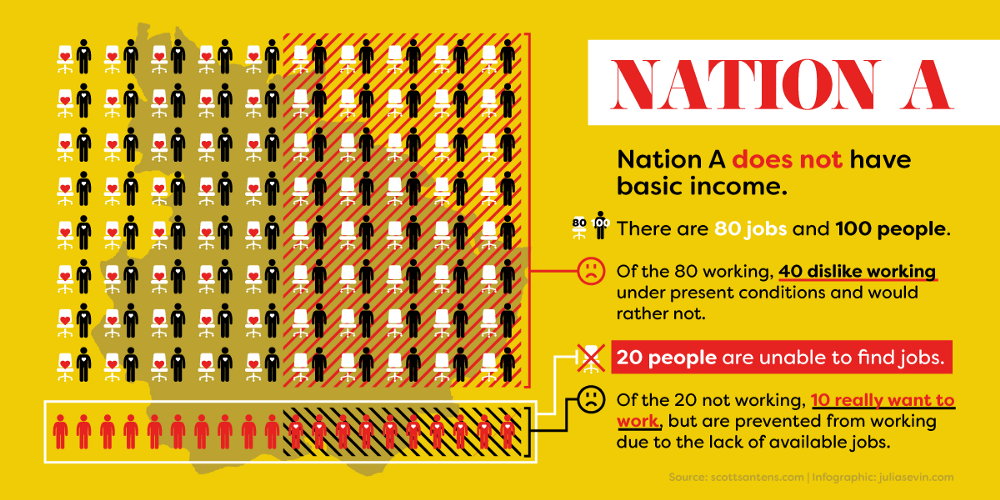 NATION A
Nation A does not have
basic income.
80 100
There are 80 jobs and 100 people.
Of the 80 working, 40 dislike working
under present conditions and would
rather not.
20 people are unable to find jobs.
Of the 20 not working, 10 really want to
work, but are prevented from working
due to the lack of available jobs.
Source: scottsantens.com | Infographic: juliasevin.com